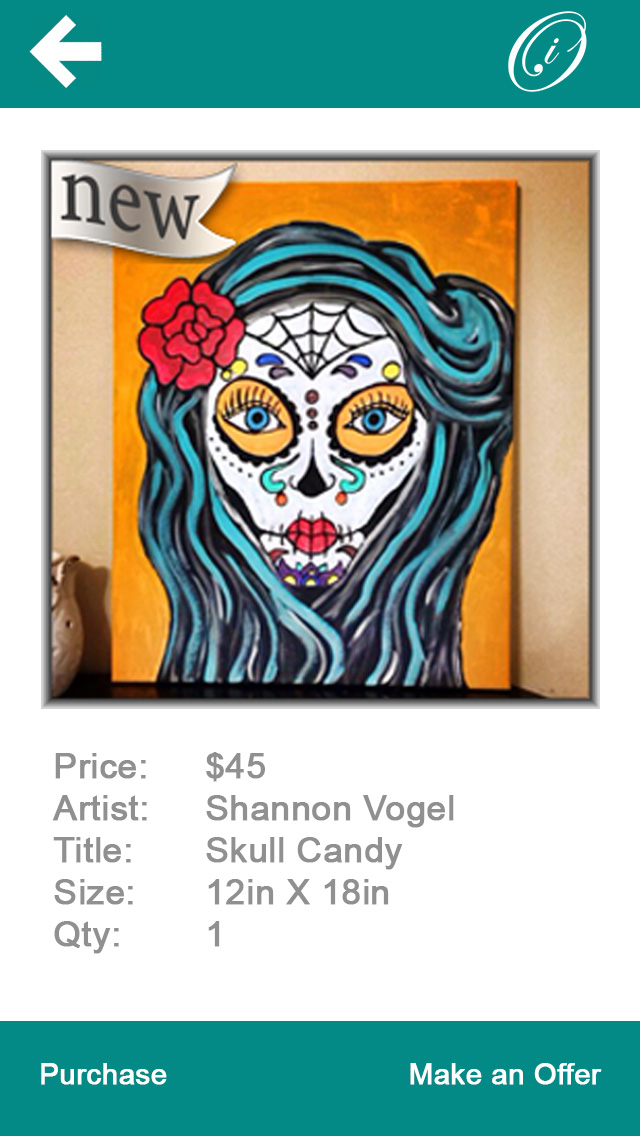 i
new
Price: $45
Artist: Shannon Vogel
Title: Skull Candy
Size: 12in X 18in
Qty: 1
Purchase Make an Offer